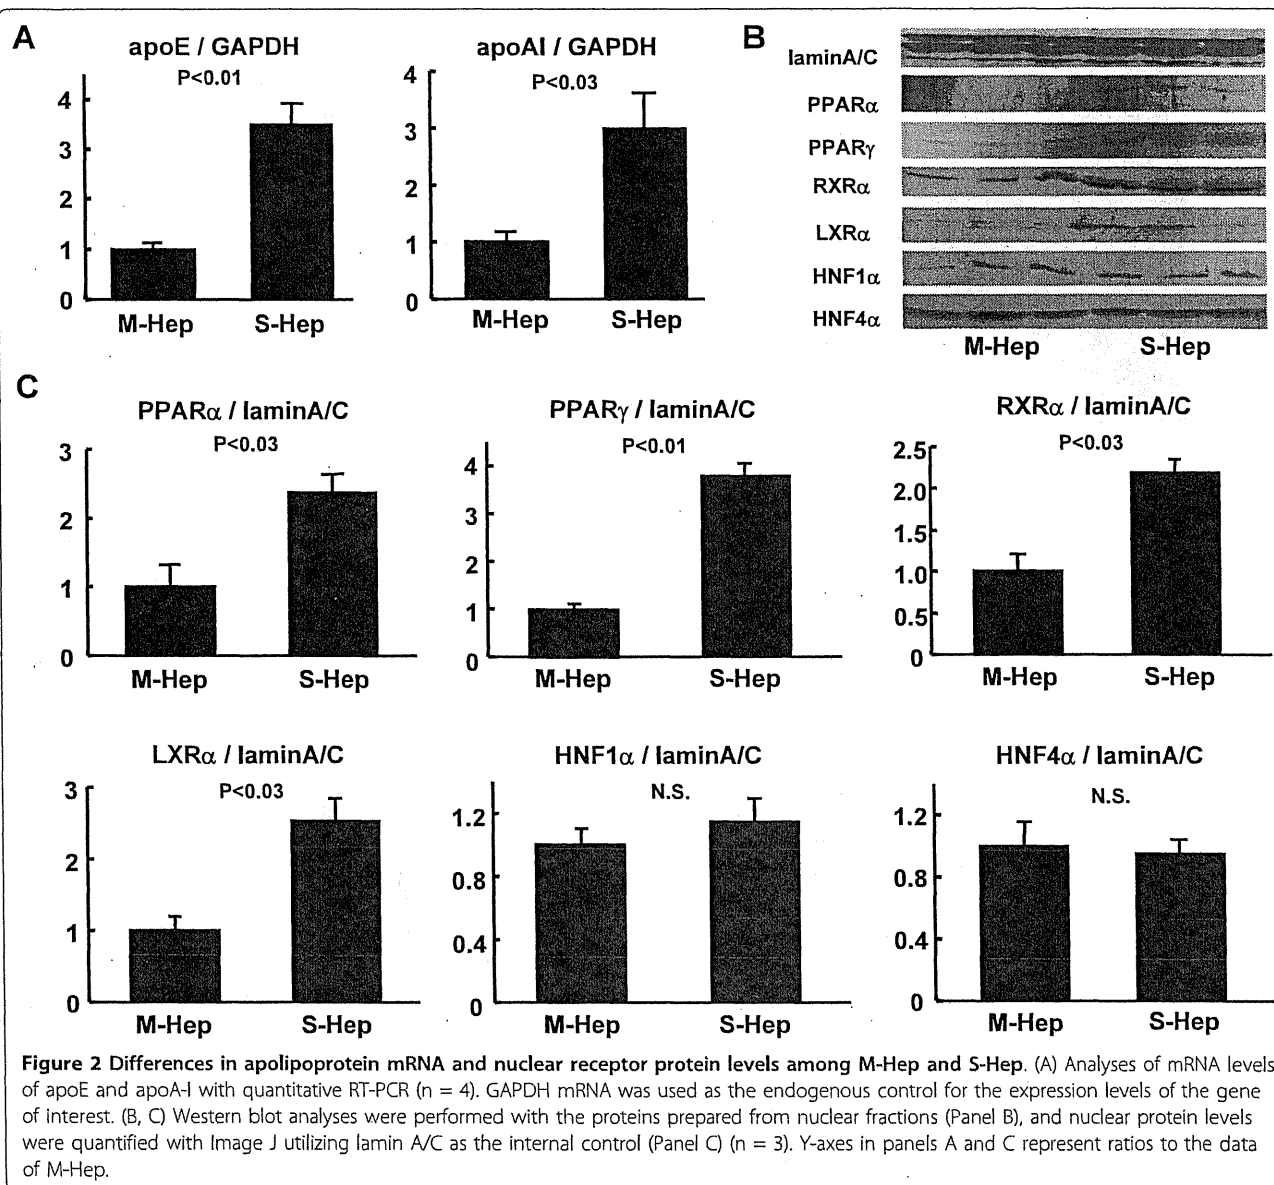 A
apoE / GAPDH
P<0.01
4
3
2
1
0
M-Hep
S-Hep
apoAI / GAPDH
P<0.03
4
3
2
1
0
M-Hep
S-Hep
B
laminA/C
PPARα
PPARγ
RXRα
LXRα
HNF1α
HNF4α
M-Hep
S-Hep
C
PPARα / laminA/C
P<0.03
3
2
1
0
M-Hep
S-Hep
PPARγ / laminA/C
P<0.01
4
3
2
1
0
M-Hep
S-Hep
RXRα / laminA/C
P<0.03
2.5
2.0
1.5
1.0
0.5
0
M-Hep
S-Hep
LXRα / laminA/C
P<0.03
3
2
1
0
M-Hep
S-Hep
HNF1α / laminA/C
N.S.
1.2
0.8
0.4
0
M-Hep
S-Hep
HNF4α / laminA/C
N.S.
1.2
0.8
0.4
0
M-Hep
S-Hep
Figure 2 Differences in apolipoprotein mRNA and nuclear receptor protein levels among M-Hep and S-Hep. (A) Analyses of mRNA levels
of apoE and apoA-I with quantitative RT-PCR (n = 4). GAPDH mRNA was used as the endogenous control for the expression levels of the gene
of interest. (B, C) Western blot analyses were performed with the proteins prepared from nuclear fractions (Panel B), and nuclear protein levels
were quantified with Image J utilizing lamin A/C as the internal control (Panel C) (n = 3). Y-axes in panels A and C represent ratios to the data
of M-Hep.